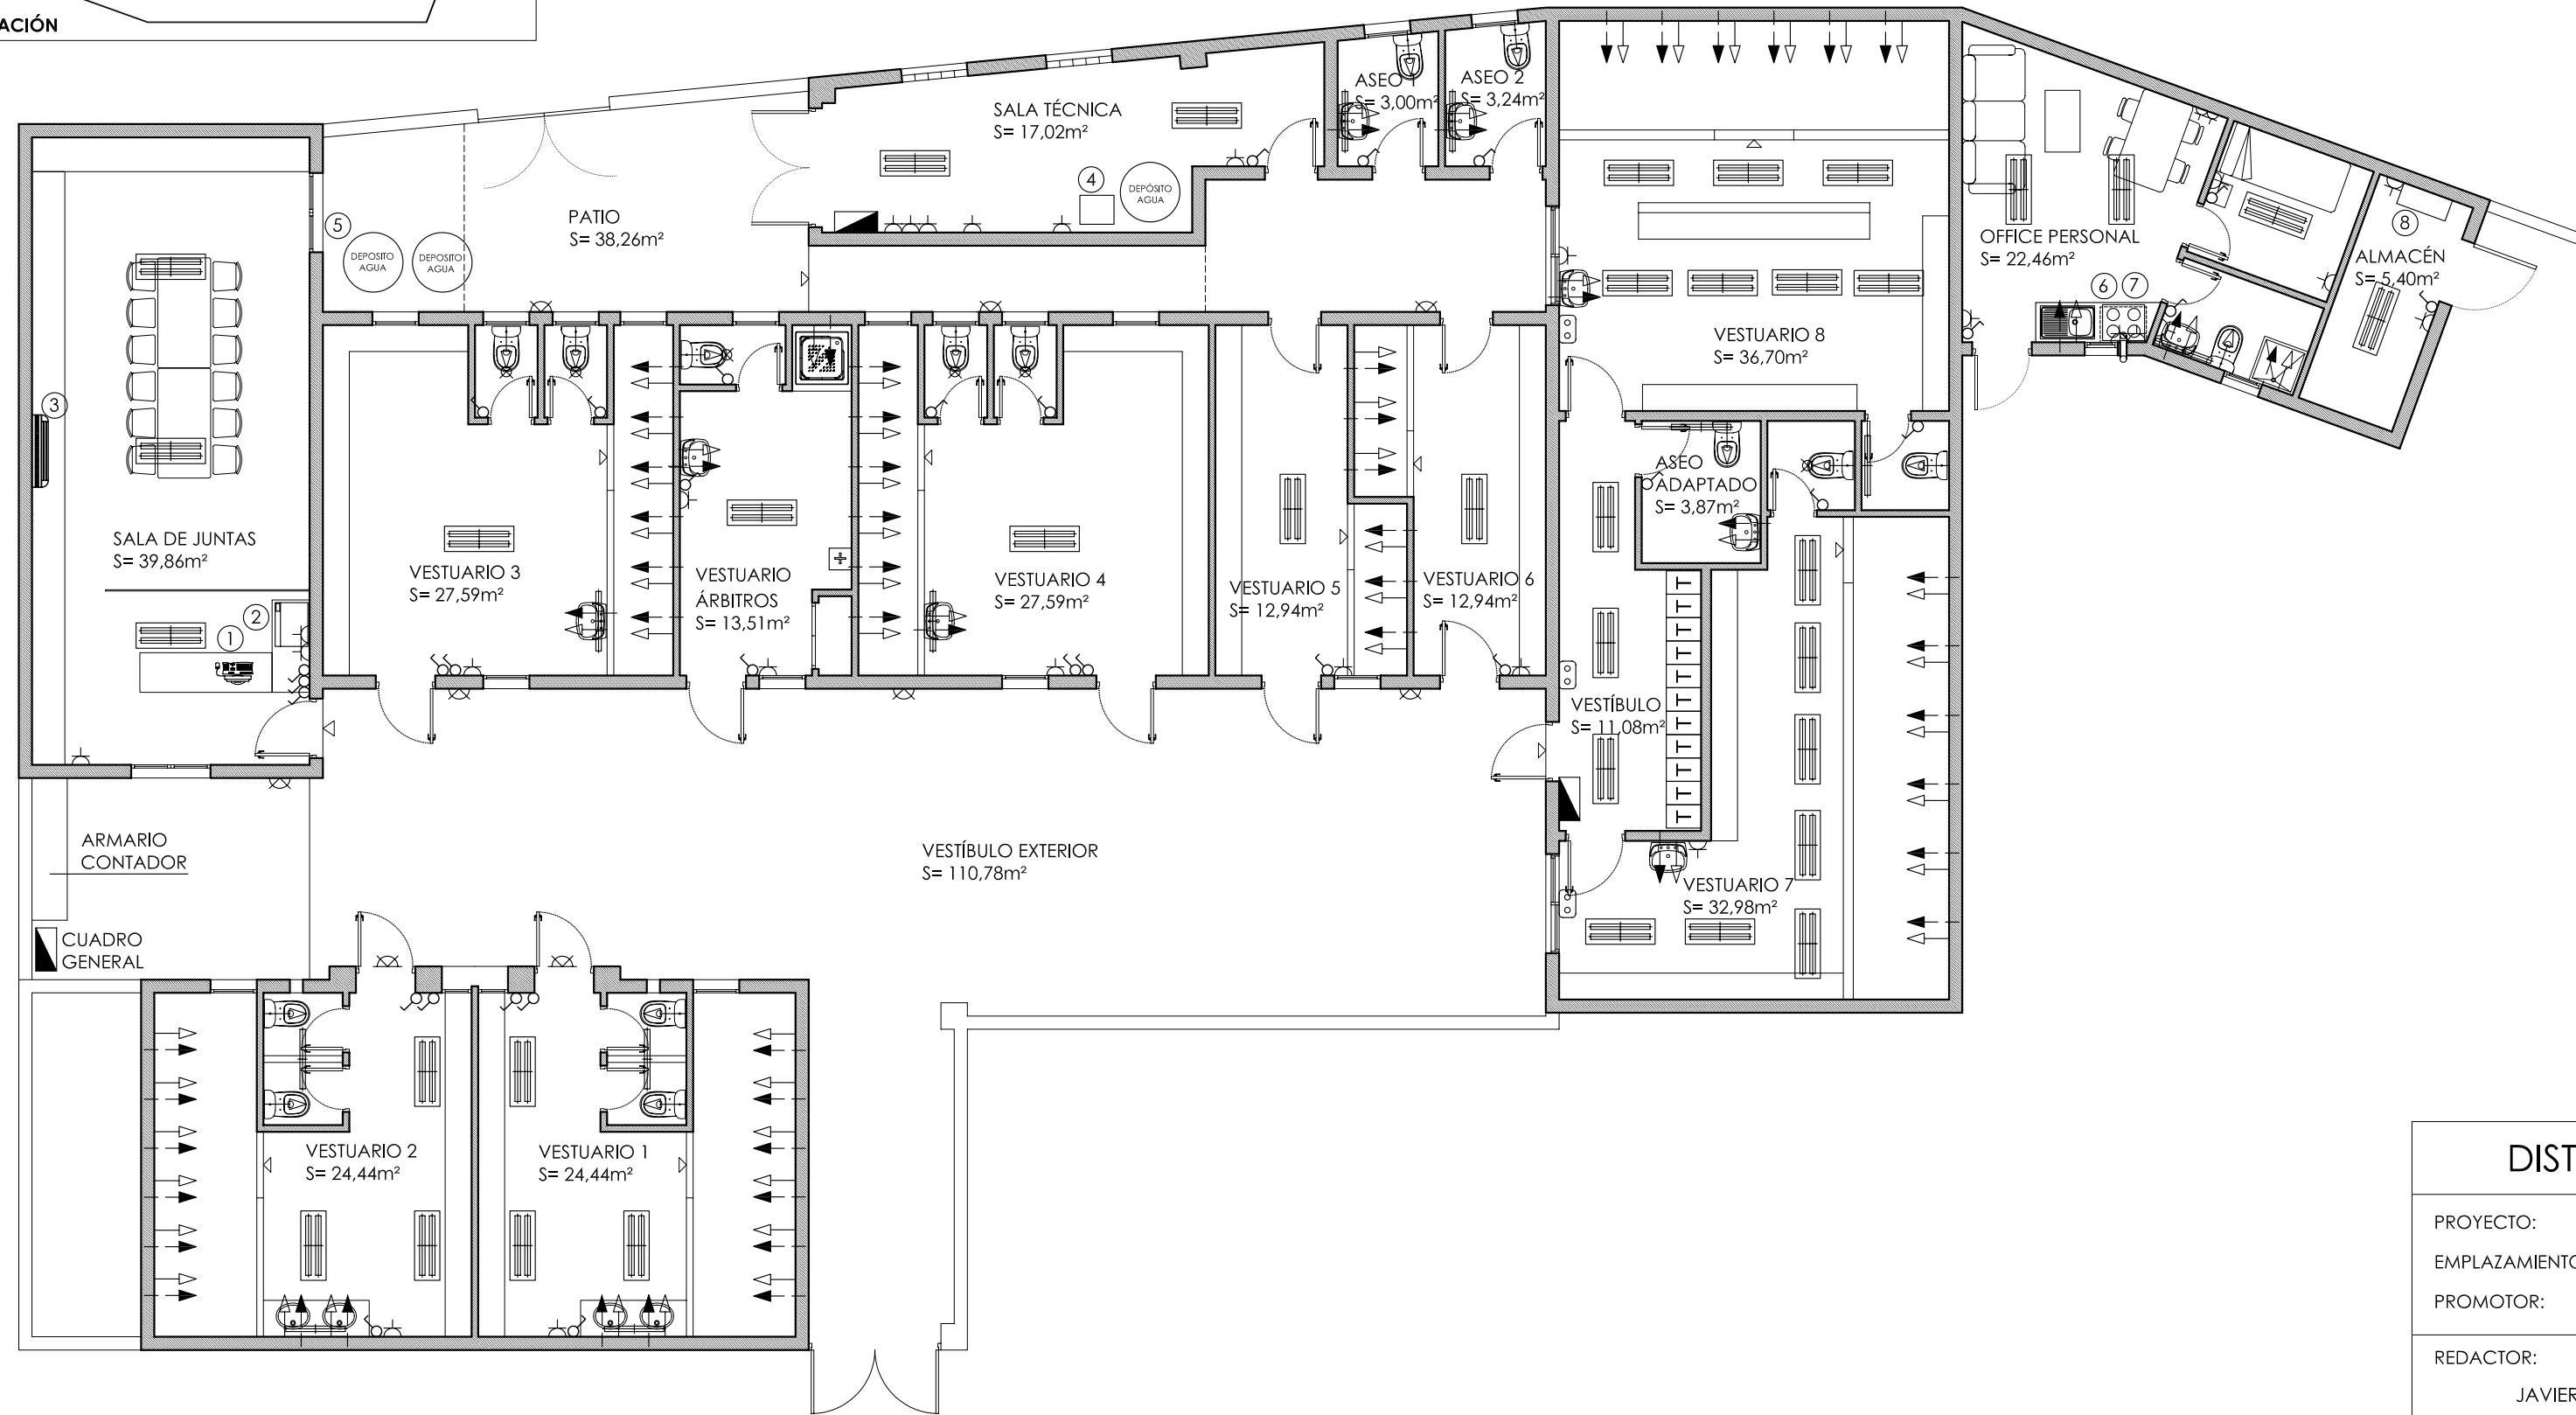 ACIÓN
ASEO 1
S= 3,00m²
ASEO 2
S= 3,24m²
SALA TÉCNICA
S= 17,02m²
4
DEPÓSITO
AGUA
PATIO
S= 38,26m²
5
DEPOSITO
AGUA
DEPOSITO
AGUA
OFFICE PERSONAL
S= 22,46m²
8
ALMACÉN
S= 5,40m²
6
7
VESTUARIO 8
S= 36,70m²
3
SALA DE JUNTAS
S= 39,86m²
2
1
VESTUARIO 3
S= 27,59m²
VESTUARIO
ÁRBITROS
S= 13,51m²
VESTUARIO 4
S= 27,59m²
VESTUARIO 5
S= 12,94m²
VESTUARIO 6
S= 12,94m²
ASEO
ADAPTADO
S= 3,87m²
VESTÍBULO
S= 11,08m²
T
T
T
T
T
T
T
T
T
T
T
ARMARIO
CONTADOR
VESTÍBULO EXTERIOR
S= 110,78m²
VESTUARIO 7
S= 32,98m²
CUADRO
GENERAL
VESTUARIO 2
S= 24,44m²
VESTUARIO 1
S= 24,44m²
DIST
PROYECTO:
EMPLAZAMIENTO
PROMOTOR:
REDACTOR:
JAVIER